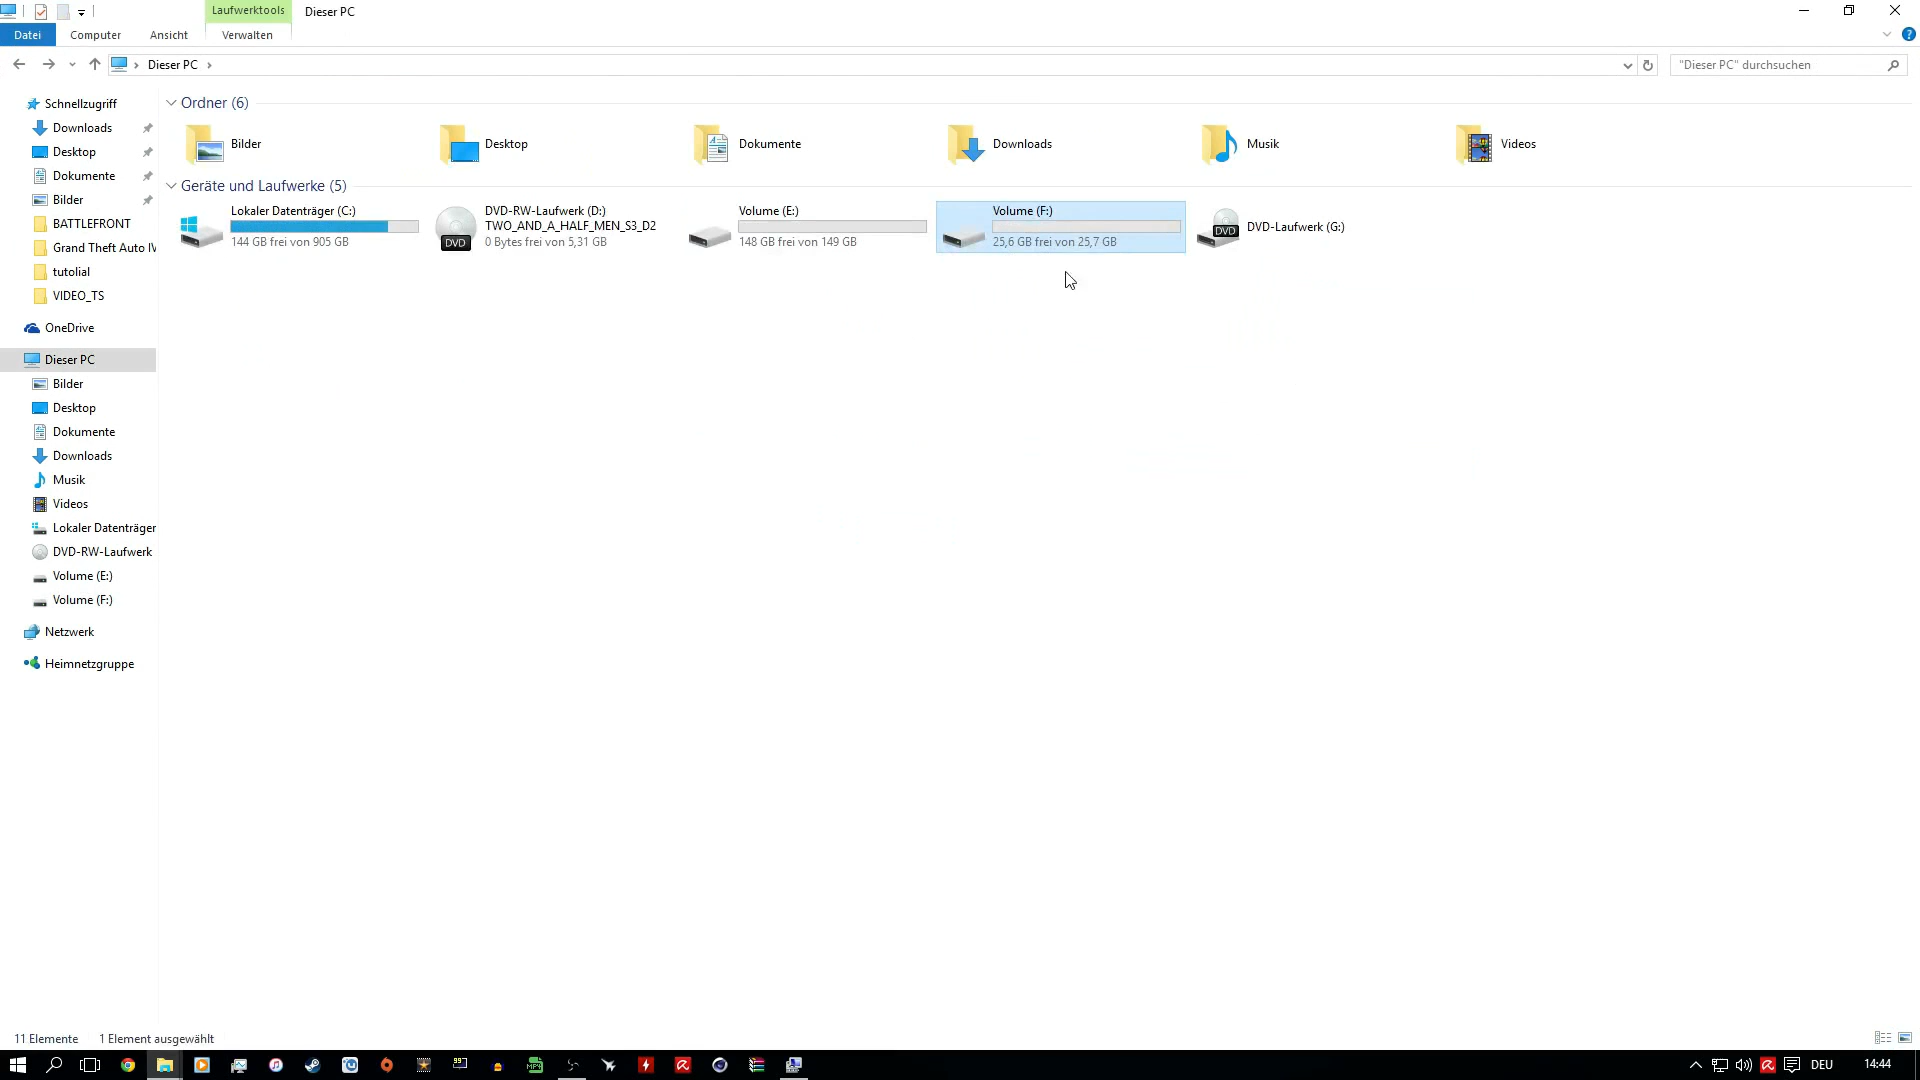 Laufwerktools
Dieser PC
Datei
Computer
Ansicht
Verwalten
Dieser PC
"Dieser PC" durchsuchen
Schnellzugriff
Downloads
Desktop
Dokumente
Bilder
BATTLEFRONT
Grand Theft Auto IV
tutolial
VIDEO_TS
OneDrive
Dieser PC
Bilder
Desktop
Dokumente
Downloads
Musik
Videos
Lokaler Datenträger
DVD-RW-Laufwerk
Volume (E:)
Volume (F:)
Netzwerk
Heimnetzgruppe
Ordner (6)
Bilder
Desktop
Dokumente
Downloads
Musik
Videos
Geräte und Laufwerke (5)
Lokaler Datenträger (C:)
144 GB frei von 905 GB
DVD-RW-Laufwerk (D:)
TWO_AND_A_HALF_MEN_S3_D2
0 Bytes frei von 5,31 GB
DVD
Volume (E:)
148 GB frei von 149 GB
Volume (F:)
25,6 GB frei von 25,7 GB
DVD
DVD-Laufwerk (G:)
11 Elemente
1 Element ausgewählt
99
MP4
DEU
14:44